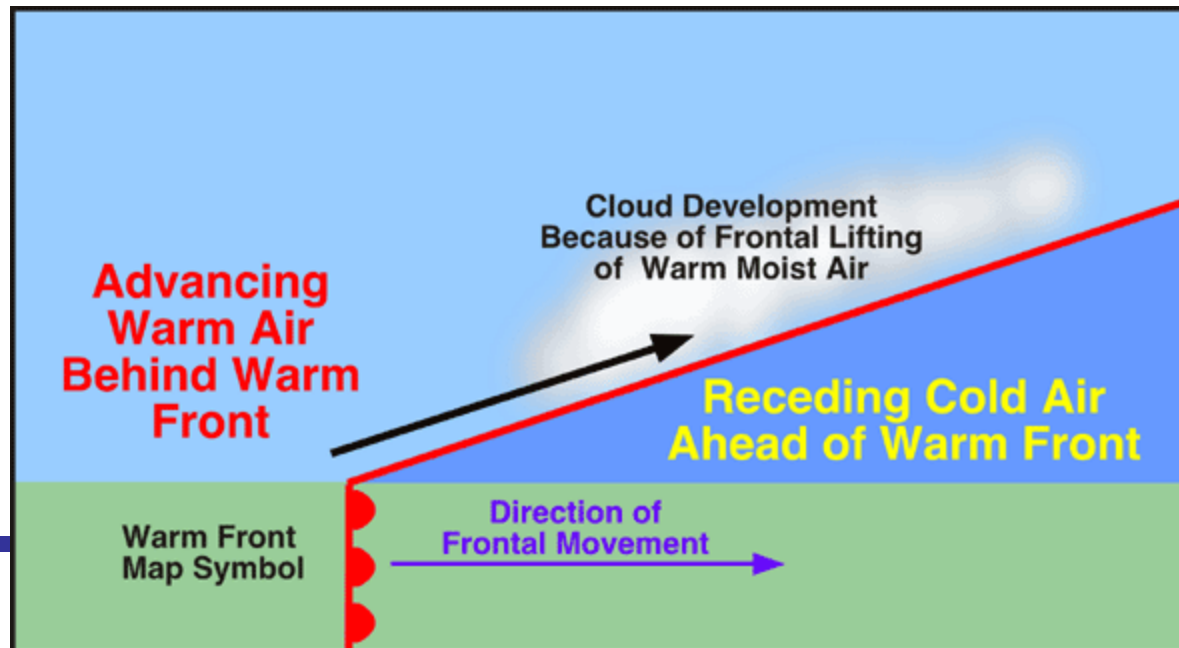 Cloud Development
Because of Frontal Lifting
of Warm Moist Air
Advancing
Warm Air
Behind Warm
Front
Receding Cold Air
Ahead of Warm Front
Warm Front
Map Symbol
Direction of
Frontal Movement